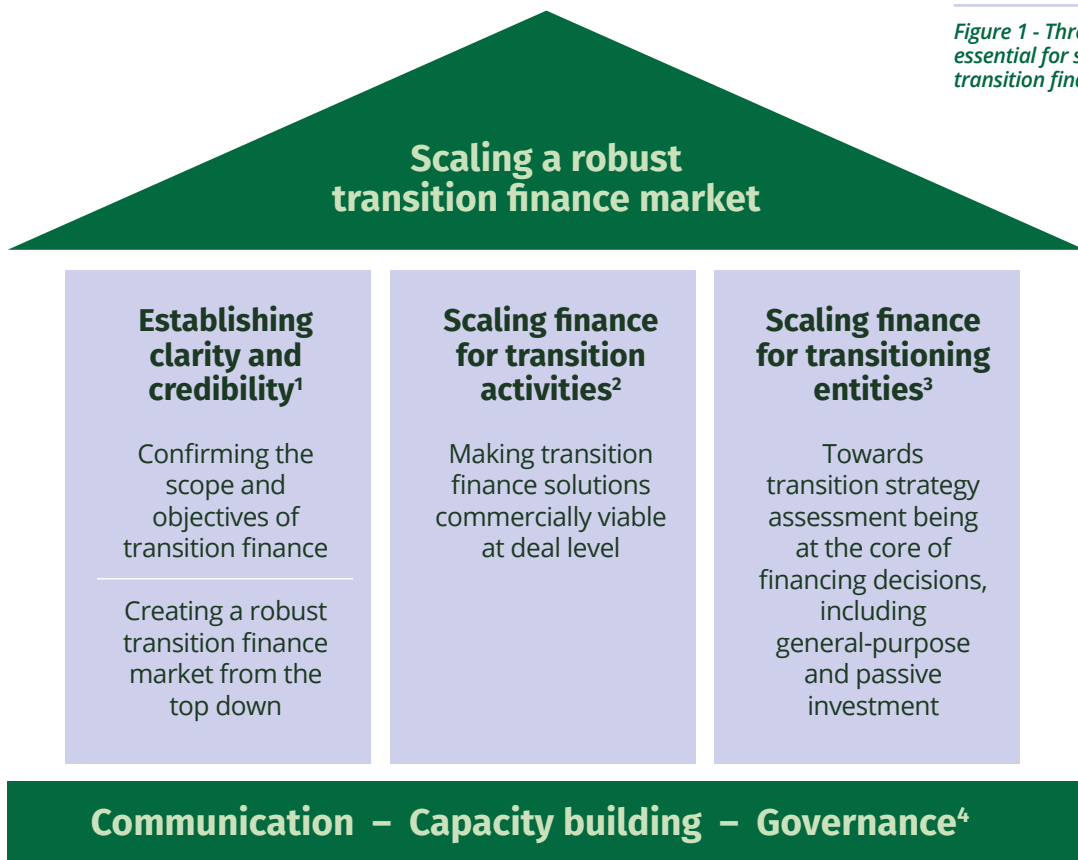 Figure 1 - Thr
essential for s
transition fina
Scaling a robust
transition finance market
Establishing
clarity and
credibility¹
Confirming the
scope and
objectives of
transition finance
Creating a robust
transition finance
market from the
top down
Scaling finance
for transition
activities²
Making transition
finance solutions
commercially viable
at deal level
Scaling finance
for transitioning
entities³
Towards
transition strategy
assessment being
at the core of
financing decisions,
including
general-purpose
and passive
investment
Communication – Capacity building – Governance⁴